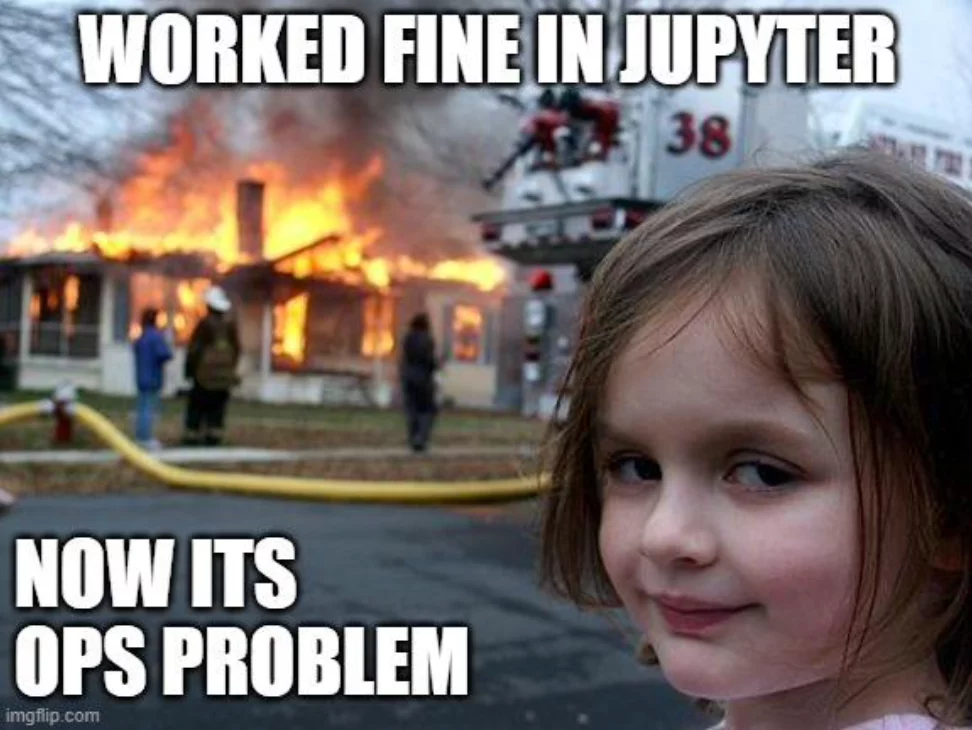 WORKED FINE IN JUPYTER
38
NOW ITS
OPS PROBLEM
imgflip.com